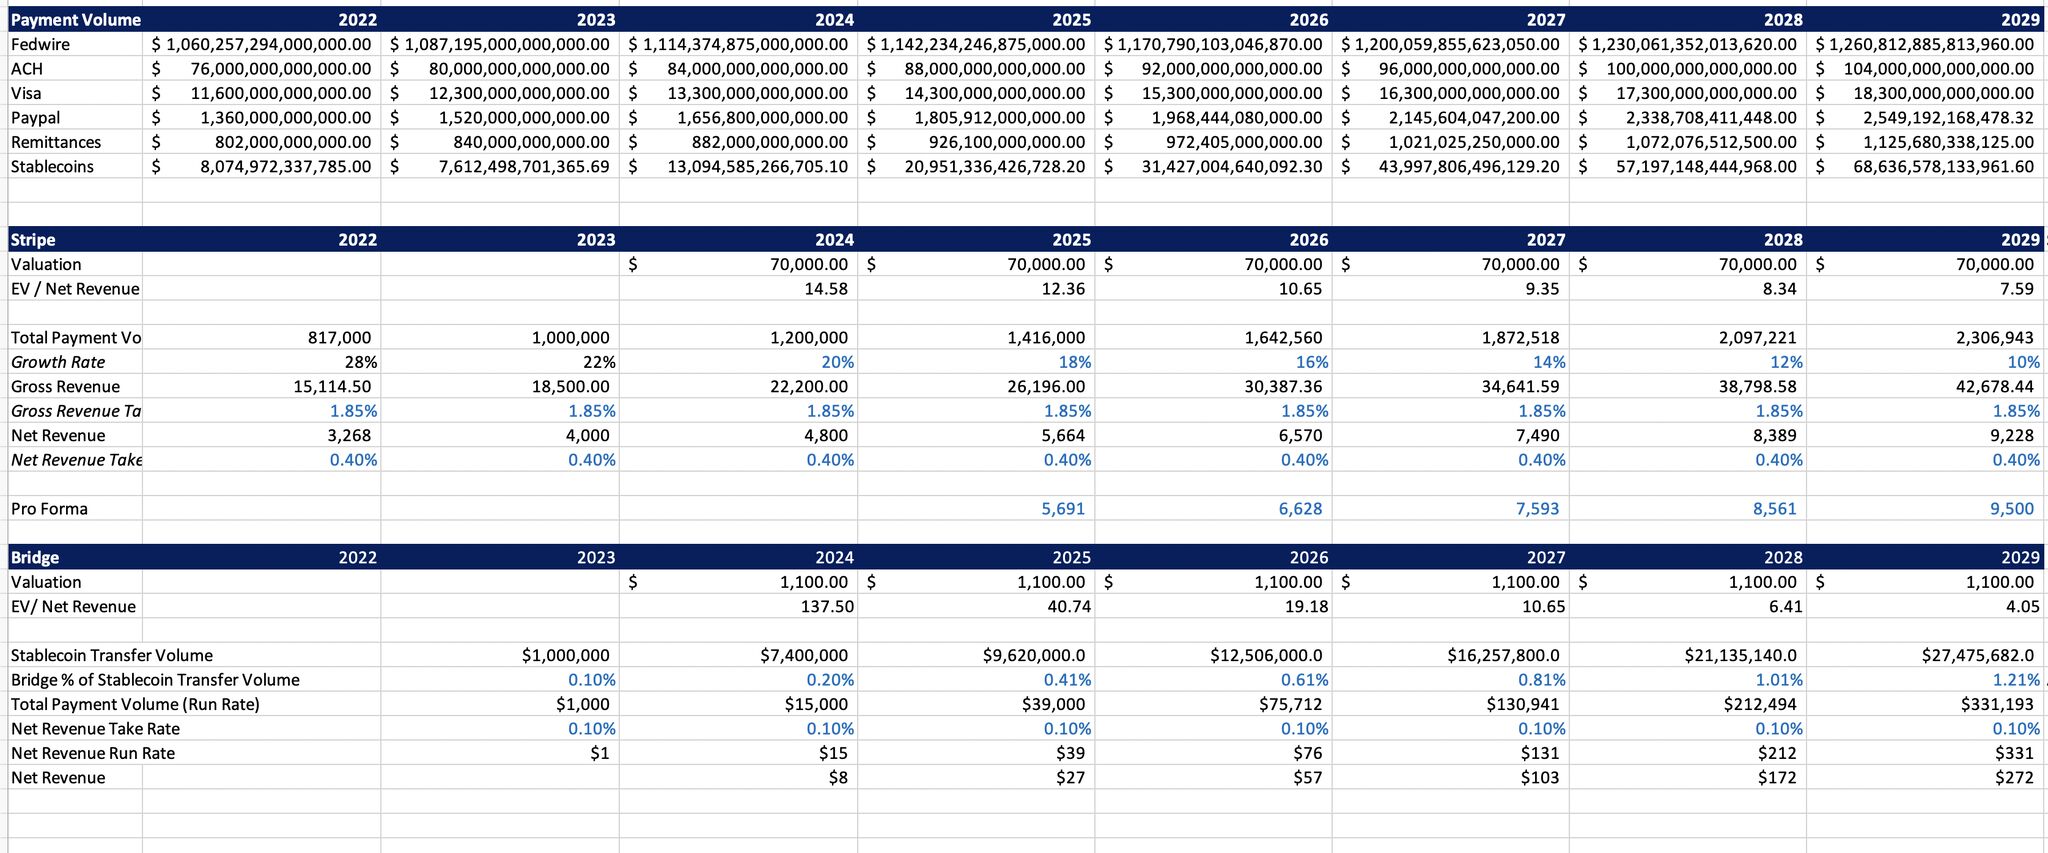 Payment Volume 2022 2023 2024 2025 2026 2027 2028 2029
Fedwire $ 1,060,257,294,000,000.00 $ 1,087,195,000,000,000.00 $ 1,114,374,875,000,000.00 $ 1,142,234,246,875,000.00 $ 1,170,790,103,046,870.00 $ 1,200,059,855,623,050.00 $ 1,230,061,352,013,620.00 $ 1,260,812,885,813,960.00
ACH $ 76,000,000,000,000.00 $ 80,000,000,000,000.00 $ 84,000,000,000,000.00 $ 88,000,000,000,000.00 $ 92,000,000,000,000.00 $ 96,000,000,000,000.00 $ 100,000,000,000,000.00 $ 104,000,000,000,000.00
Visa $ 11,600,000,000,000.00 $ 12,300,000,000,000.00 $ 13,300,000,000,000.00 $ 14,300,000,000,000.00 $ 15,300,000,000,000.00 $ 16,300,000,000,000.00 $ 17,300,000,000,000.00 $ 18,300,000,000,000.00
Paypal $ 1,360,000,000,000.00 $ 1,520,000,000,000.00 $ 1,656,800,000,000.00 $ 1,805,912,000,000.00 $ 1,968,444,080,000.00 $ 2,145,604,047,200.00 $ 2,338,708,411,448.00 $ 2,549,192,168,478.32
Remittances $ 802,000,000,000.00 $ 840,000,000,000.00 $ 882,000,000,000.00 $ 926,100,000,000.00 $ 972,405,000,000.00 $ 1,021,025,250,000.00 $ 1,072,076,512,500.00 $ 1,125,680,338,125.00
Stablecoins $ 8,074,972,337,785.00 $ 7,612,498,701,365.69 $ 13,094,585,266,705.10 $ 20,951,336,426,728.20 $ 31,427,004,640,092.30 $ 43,997,806,496,129.20 $ 57,197,148,444,968.00 $ 68,636,578,133,961.60
Stripe 2022 2023 2024 2025 2026 2027 2028 2029
Valuation $ 70,000.00 $ 70,000.00 $ 70,000.00 $ 70,000.00 $ 70,000.00 $ 70,000.00
EV / Net Revenue 14.58 12.36 10.65 9.35 8.34 7.59
Total Payment Vo 817,000 1,000,000 1,200,000 1,416,000 1,642,560 1,872,518 2,097,221 2,306,943
Growth Rate 28% 22% 20% 18% 16% 14% 12% 10%
Gross Revenue 15,114.50 18,500.00 22,200.00 26,196.00 30,387.36 34,641.59 38,798.58 42,678.44
Gross Revenue Ta 1.85% 1.85% 1.85% 1.85% 1.85% 1.85% 1.85% 1.85%
Net Revenue 3,268 4,000 4,800 5,664 6,570 7,490 8,389 9,228
Net Revenue Take 0.40% 0.40% 0.40% 0.40% 0.40% 0.40% 0.40% 0.40%
Pro Forma 5,691 6,628 7,593 8,561 9,500
Bridge 2022 2023 2024 2025 2026 2027 2028 2029
Valuation $ 1,100.00 $ 1,100.00 $ 1,100.00 $ 1,100.00 $ 1,100.00 $ 1,100.00
EV/ Net Revenue 137.50 40.74 19.18 10.65 6.41 4.05
Stablecoin Transfer Volume $1,000,000 $7,400,000 $9,620,000.0 $12,506,000.0 $16,257,800.0 $21,135,140.0 $27,475,682.0
Bridge % of Stablecoin Transfer Volume 0.10% 0.20% 0.41% 0.61% 0.81% 1.01% 1.21%
Total Payment Volume (Run Rate) $1,000 $15,000 $39,000 $75,712 $130,941 $212,494 $331,193
Net Revenue Take Rate 0.10% 0.10% 0.10% 0.10% 0.10% 0.10% 0.10%
Net Revenue Run Rate $1 $15 $39 $76 $131 $212 $331
Net Revenue $8 $27 $57 $103 $172 $272